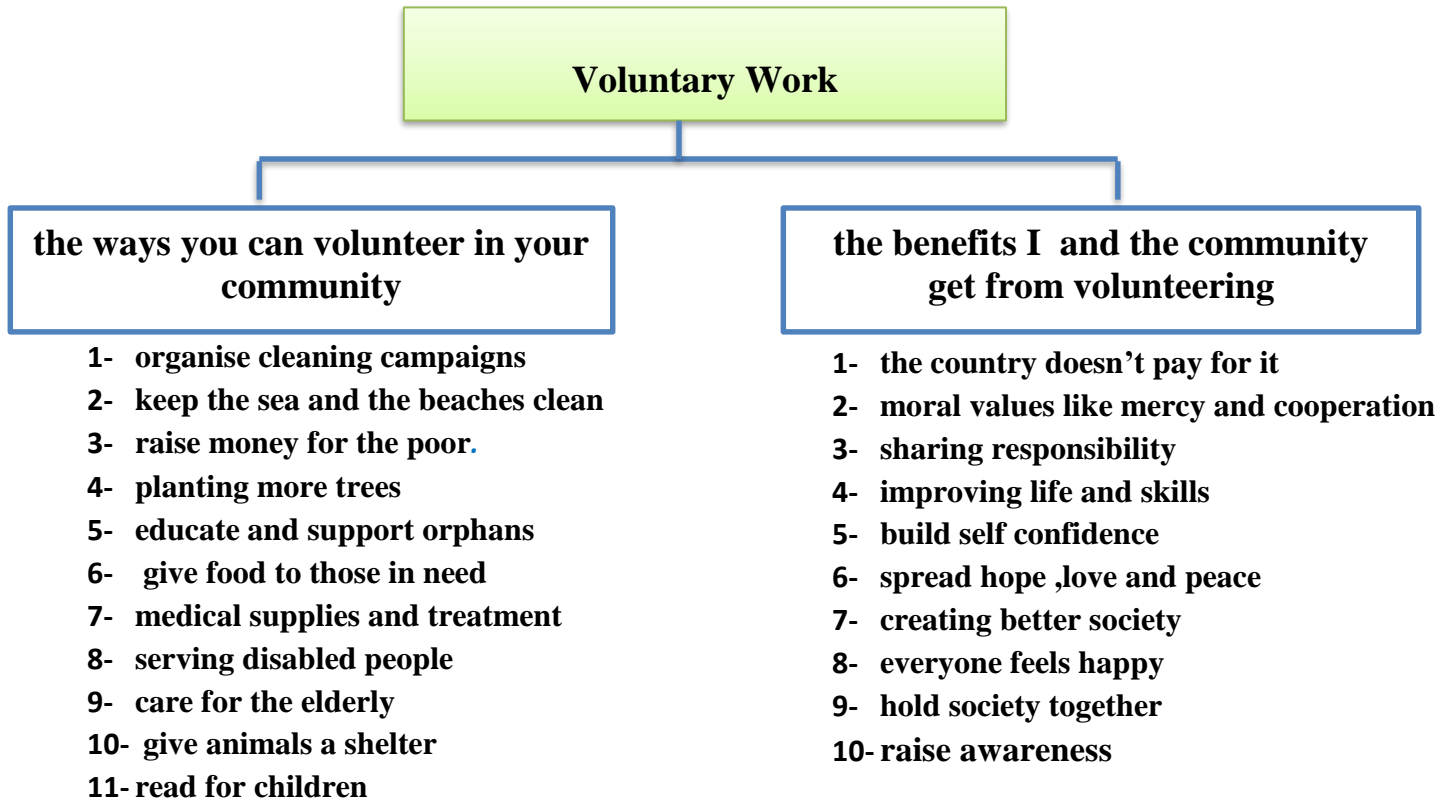 Voluntary Work
the ways you can volunteer in your
community
1- organise cleaning campaigns
2- keep the sea and the beaches clean
3- raise money for the poor.
4- planting more trees
5- educate and support orphans
6- give food to those in need
7- medical supplies and treatment
8- serving disabled people
9- care for the elderly
10- give animals a shelter
11- read for children
the benefits I and the community
get from volunteering
1- the country doesn’t pay for it
2- moral values like mercy and cooperation
3- sharing responsibility
4- improving life and skills
5- build self confidence
6- spread hope ,love and peace
7- creating better society
8- everyone feels happy
9- hold society together
10- raise awareness